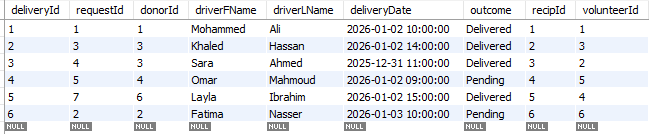 deliveryId requestId donorId driverFName driverLName deliveryDate outcome recipId volunteerId
1 1 1 Mohammed Ali 2026-01-02 10:00:00 Delivered 1 1
2 3 3 Khaled Hassan 2026-01-02 14:00:00 Delivered 2 3
3 4 3 Sara Ahmed 2025-12-31 11:00:00 Delivered 3 2
4 5 4 Omar Mahmoud 2026-01-02 09:00:00 Pending 4 5
5 7 6 Layla Ibrahim 2026-01-02 15:00:00 Delivered 5 4
6 2 2 Fatima Nasser 2026-01-03 10:00:00 Pending 6 6
NULL NULL NULL NULL NULL NULL NULL NULL NULL